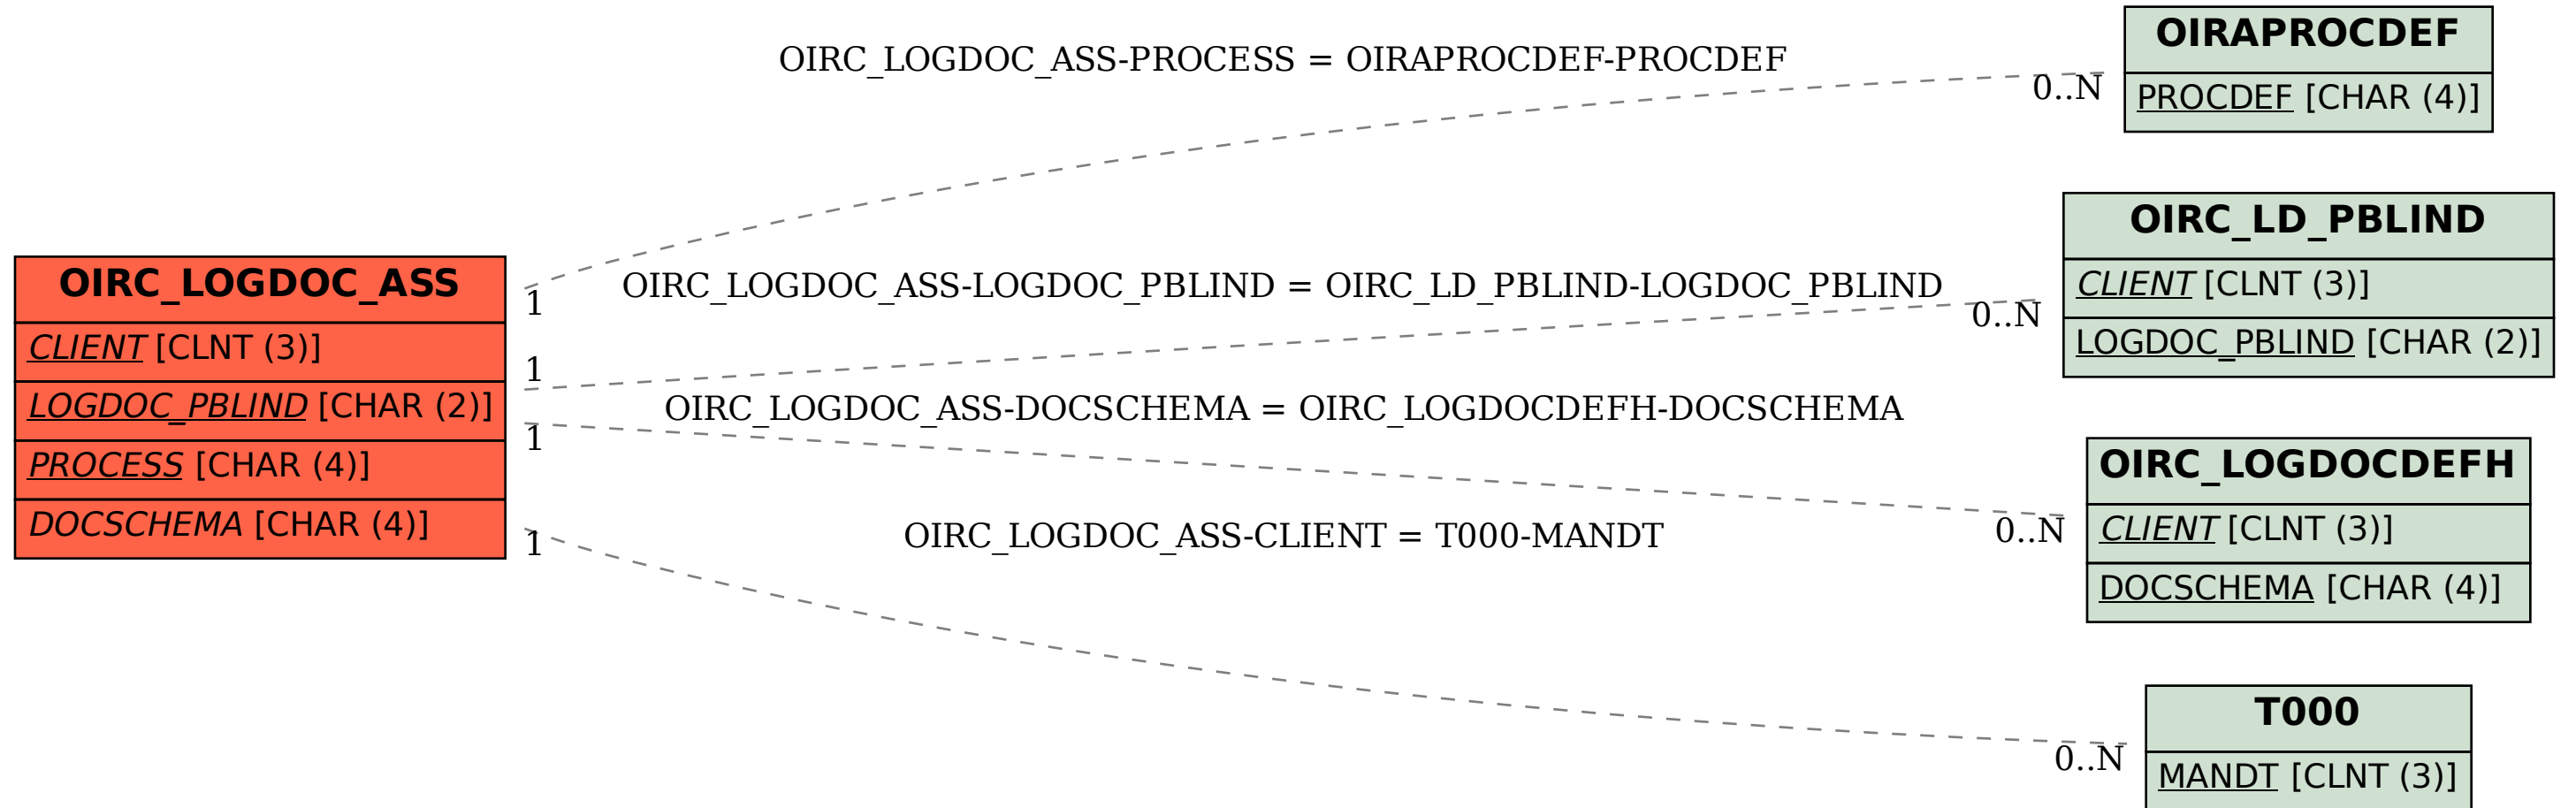 OIRC_LOGDOC_ASS
CLIENT [CLNT (3)]
LOGDOC_PBLIND [CHAR (2)]
PROCESS [CHAR (4)]
DOCSCHEMA [CHAR (4)]
OIRC_LOGDOC_ASS-PROCESS = OIRAPROCDEF-PROCDEF
1
0..N
OIRC_LOGDOC_ASS-LOGDOC_PBLIND = OIRC_LD_PBLIND-LOGDOC_PBLIND
1
0..N
OIRC_LOGDOC_ASS-DOCSCHEMA = OIRC_LOGDOCDEFH-DOCSCHEMA
1
0..N
OIRC_LOGDOC_ASS-CLIENT = T000-MANDT
1
0..N
OIRAPROCDEF
PROCDEF [CHAR (4)]
OIRC_LD_PBLIND
CLIENT [CLNT (3)]
LOGDOC_PBLIND [CHAR (2)]
OIRC_LOGDOCDEFH
CLIENT [CLNT (3)]
DOCSCHEMA [CHAR (4)]
T000
MANDT [CLNT (3)]